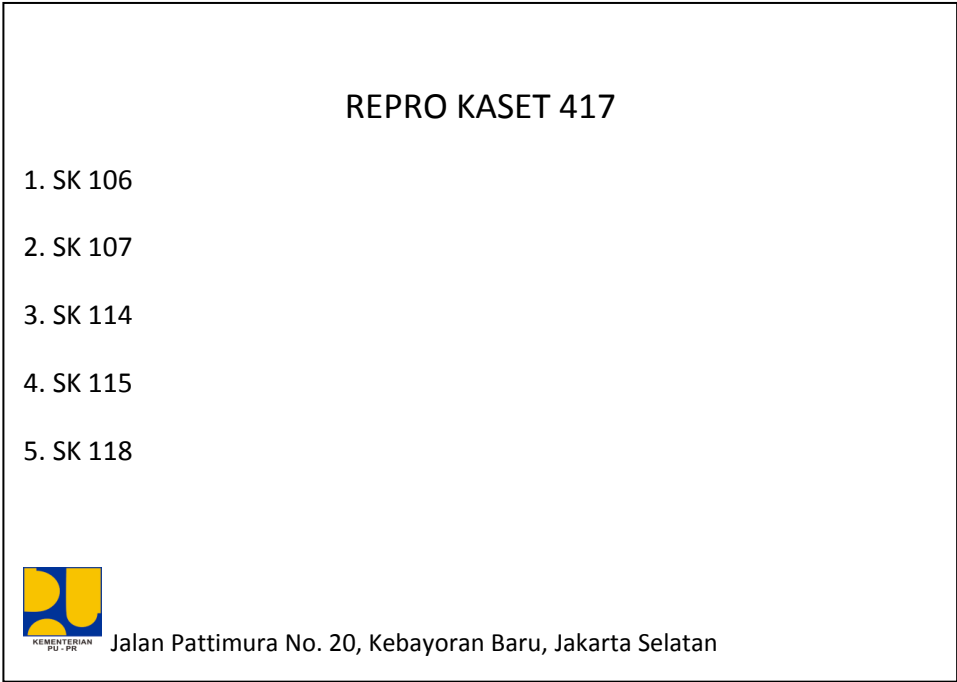 REPRO KASET 417
1. SK 106
2. SK 107
3. SK 114
4. SK 115
5. SK 118
KEMENTERIAN
PU - PR
Jalan Pattimura No. 20, Kebayoran Baru, Jakarta Selatan